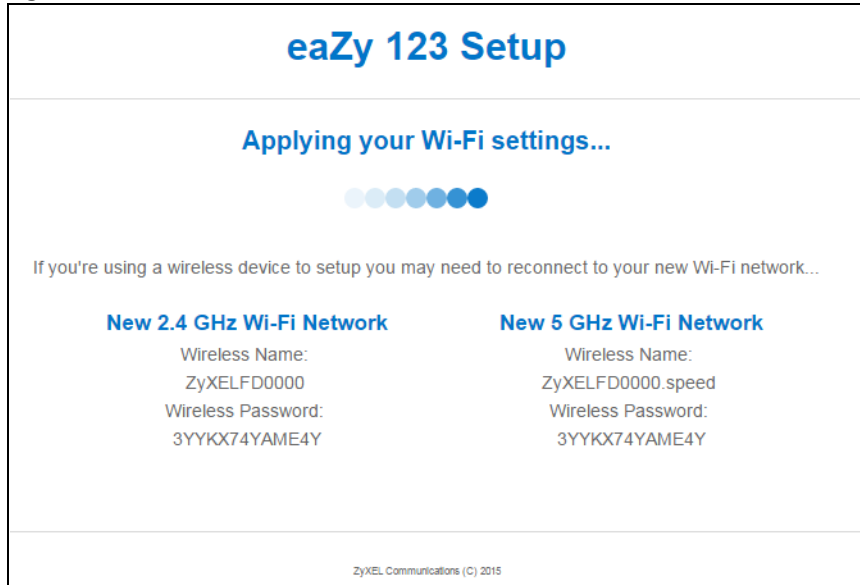 eaZy 123 Setup
Applying your Wi-Fi settings...
If you're using a wireless device to setup you may need to reconnect to your new Wi-Fi network...
New 2.4 GHz Wi-Fi Network
Wireless Name:
ZyXELFD0000
Wireless Password:
3YYKX74YAME4Y
New 5 GHz Wi-Fi Network
Wireless Name:
ZyXELFD0000.speed
Wireless Password:
3YYKX74YAME4Y
ZyXEL Communications (C) 2015